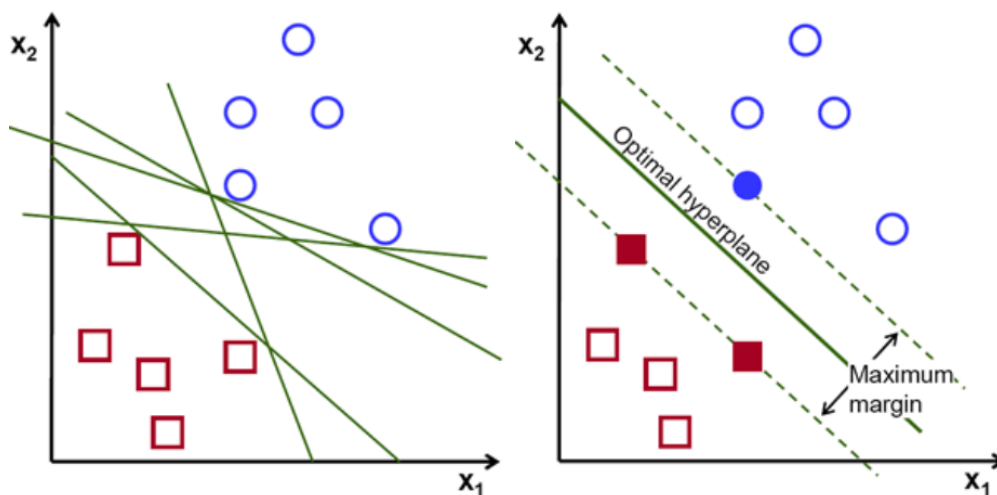 x₂
x₁
x₂
Optimal hyperplane
Maximum
margin
x₁